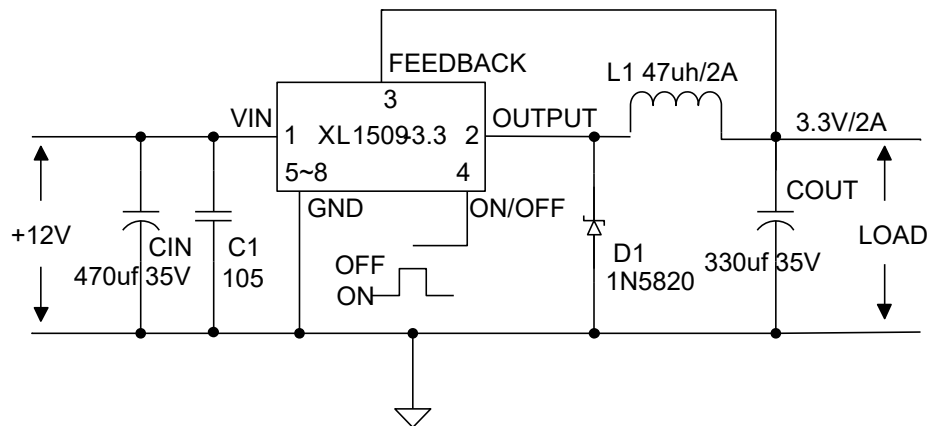 FEEDBACK
L1 47uh/2A
3
VIN
OUTPUT
3.3V/2A
1 XL1509-3.3 2
5~8 4
GND
ON/OFF
COUT
+12V
CIN
470uf 35V
C1
105
OFF
ON
D1
1N5820
330uf 35V
LOAD